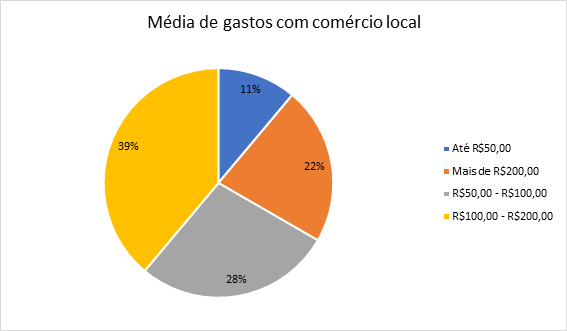 Média de gastos com comércio local
11%
22%
28%
39%
Até R$50,00
Mais de R$200,00
R$50,00 - R$100,00
R$100,00 - R$200,00